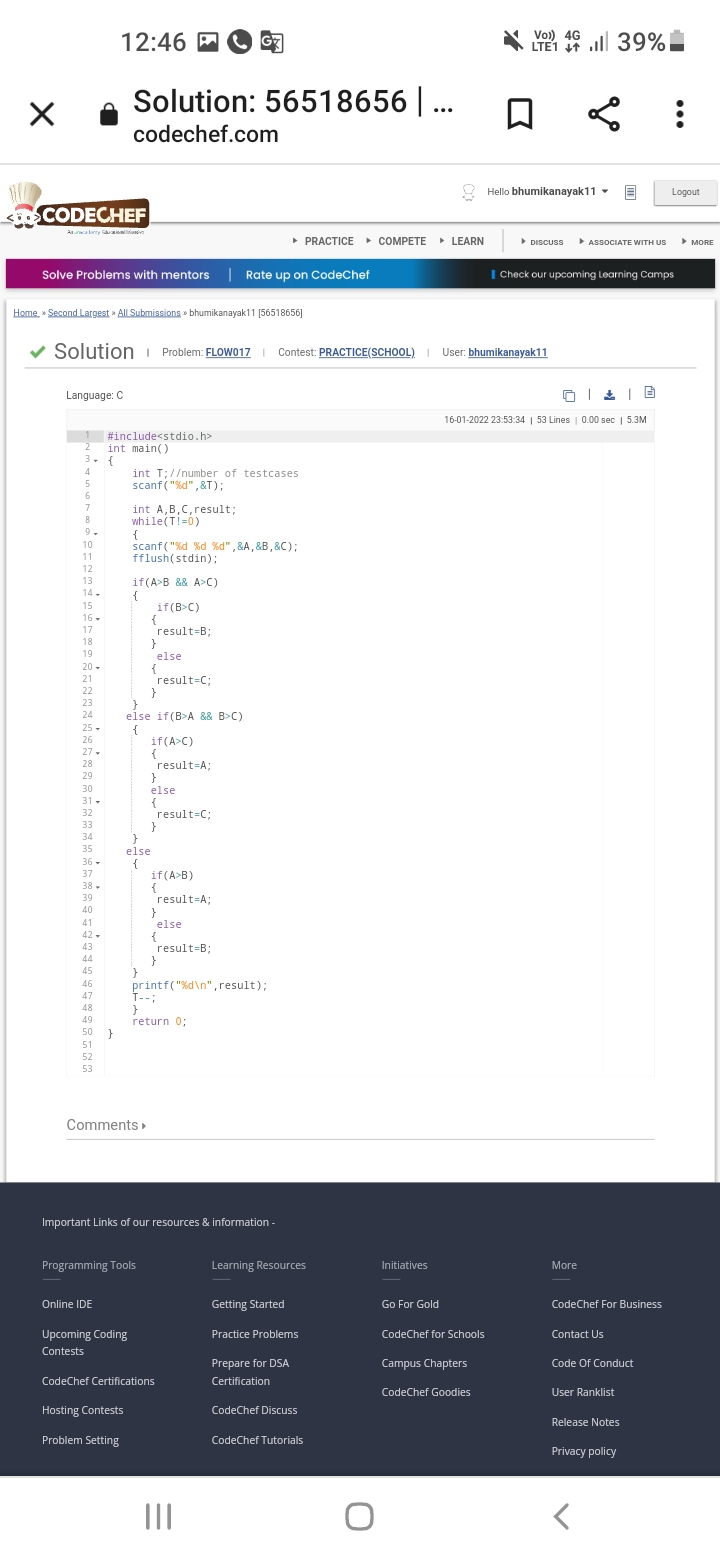 12:46 Vo) LTE1 4G 39%
Solution: 56518656 | ...
codechef.com
CODECHEF
Hello bhumikanayak11
Logout
PRACTICE COMPETE LEARN DISCUSS ASSOCIATE WITH US MORE
Solve Problems with mentors | Rate up on CodeChef Check our upcoming Learning Camps
Home » Second Largest » All Submissions » bhumikanayak11 [56518656]
Solution | Problem: FLOW017 | Contest: PRACTICE(SCHOOL) | User: bhumikanayak11
Language: C
16-01-2022 23:53:34 | 53 Lines | 0.00 sec | 5.3M
1 #include<stdio.h>
2 int main()
3 {
4 int T;//number of testcases
5 scanf("%d",&T);
6
7 int A,B,C,result;
8 while(T!=0)
9 {
10 scanf("%d %d %d",&A,&B,&C);
11 fflush(stdin);
12
13 if(A>B && A>C)
14 {
15 if(B>C)
16 {
17 result=B;
18 }
19 else
20 {
21 result=C;
22 }
23 }
24 else if(B>A && B>C)
25 {
26 if(A>C)
27 {
28 result=A;
29 }
30 else
31 {
32 result=C;
33 }
34 }
35 else
36 {
37 if(A>B)
38 {
39 result=A;
40 }
41 else
42 {
43 result=B;
44 }
45 }
46 printf("%d\n",result);
47 T--;
48 }
49 return 0;
50 }
51
52
53
Comments
Important Links of our resources & information -
Programming Tools
Online IDE
Upcoming Coding
Contests
CodeChef Certifications
Hosting Contests
Problem Setting
Learning Resources
Getting Started
Practice Problems
Prepare for DSA
Certification
CodeChef Discuss
CodeChef Tutorials
Initiatives
Go For Gold
CodeChef for Schools
Campus Chapters
CodeChef Goodies
More
CodeChef For Business
Contact Us
Code Of Conduct
User Ranklist
Release Notes
Privacy policy